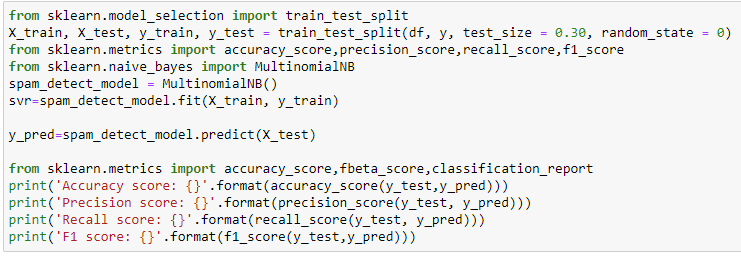 from sklearn.model_selection import train_test_split
X_train, X_test, y_train, y_test = train_test_split(df, y, test_size = 0.30, random_state = 0)
from sklearn.metrics import accuracy_score,precision_score,recall_score,f1_score
from sklearn.naive_bayes import MultinomialNB
spam_detect_model = MultinomialNB()
svr=spam_detect_model.fit(X_train, y_train)

y_pred=spam_detect_model.predict(X_test)

from sklearn.metrics import accuracy_score,fbeta_score,classification_report
print('Accuracy score: {}'.format(accuracy_score(y_test,y_pred)))
print('Precision score: {}'.format(precision_score(y_test, y_pred)))
print('Recall score: {}'.format(recall_score(y_test, y_pred)))
print('F1 score: {}'.format(f1_score(y_test,y_pred)))